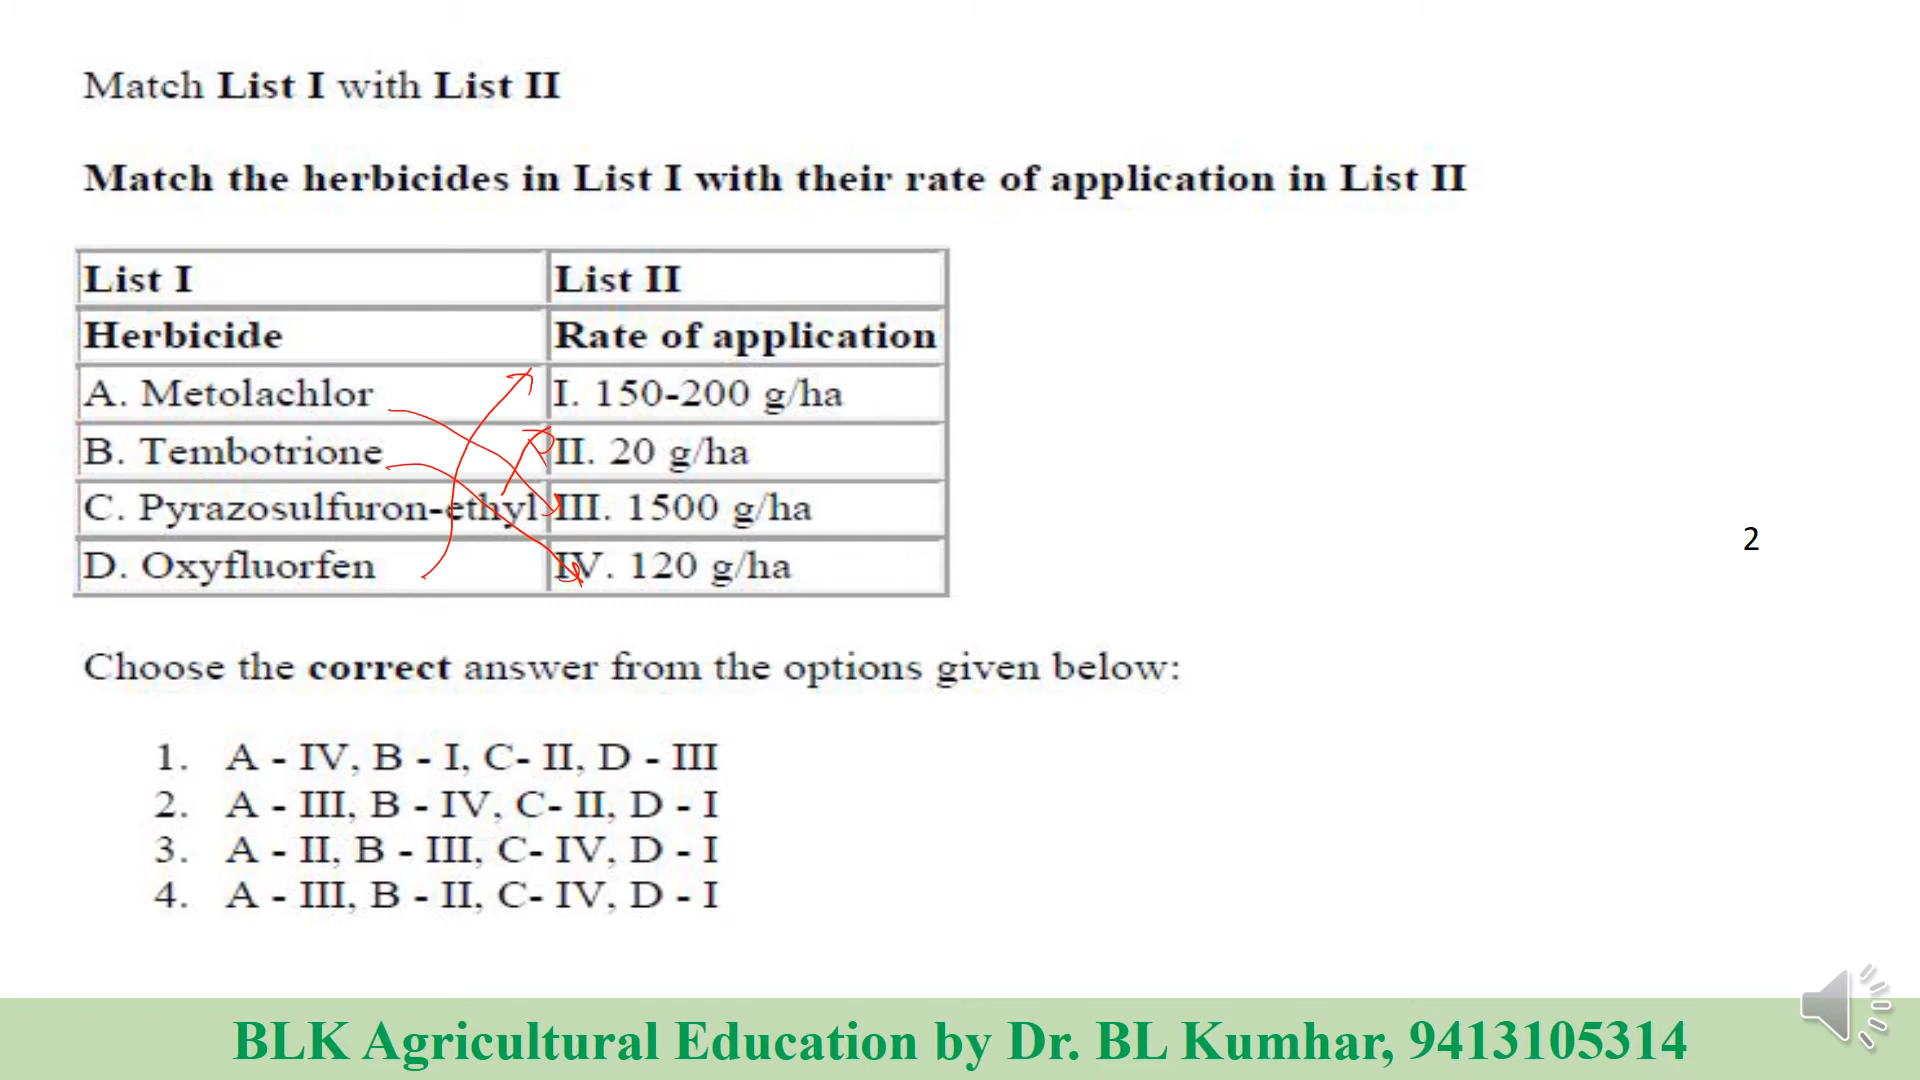 Match List I with List II
Match the herbicides in List I with their rate of application in List II
List I List II
Herbicide Rate of application
A. Metolachlor I. 150-200 g/ha
B. Tembotrione II. 20 g/ha
C. Pyrazosulfuron-ethyl III. 1500 g/ha
D. Oxyfluorfen IV. 120 g/ha
2
Choose the correct answer from the options given below:
1. A - IV, B - I, C- II, D - III
2. A - III, B - IV, C- II, D - I
3. A - II, B - III, C- IV, D - I
4. A - III, B - II, C- IV, D - I
BLK Agricultural Education by Dr. BL Kumhar, 9413105314